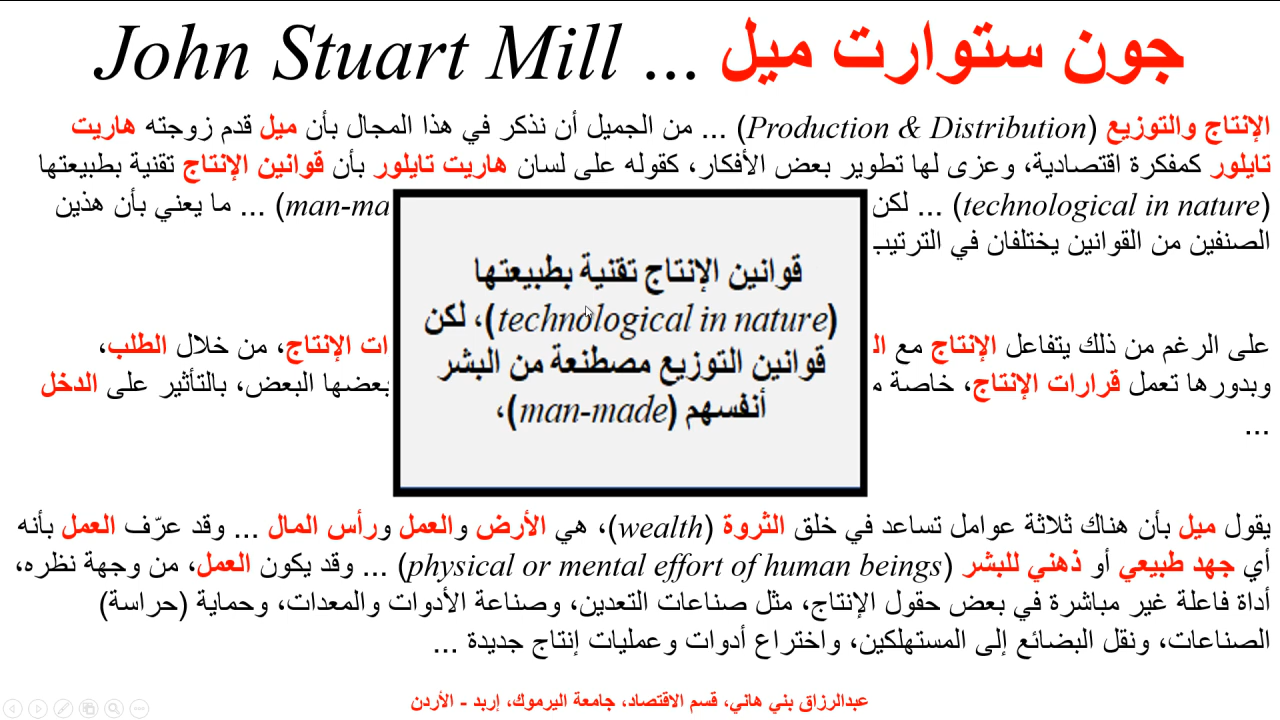 جون ستوارت ميل ... John Stuart Mill
الإنتاج والتوزيع (Production & Distribution) ... من الجميل أن نذكر في هذا المجال بأن ميل قدم زوجته هاريت
تايلور كمفكرة اقتصادية، وعزى لها تطوير بعض الأفكار، كقوله على لسان هاريت تايلور بأن قوانين الإنتاج تقنية بطبيعتها
(technological in nature) ... لكن man-ma) ... ما يعني بأن هذين
الصنفين من القوانين يختلفان في الترتيب
قوانين الإنتاج تقنية بطبيعتها
(technological in nature)، لكن
قوانين التوزيع مصطنعة من البشر
أنفسهم (man-made)،
على الرغم من ذلك يتفاعل الإنتاج مع ات الإنتاج، من خلال الطلب،
وبدورها تعمل قرارات الإنتاج، خاصة بعضها البعض، بالتأثير على الدخل
...
يقول ميل بأن هناك ثلاثة عوامل تساعد في خلق الثروة (wealth)، هي الأرض والعمل ورأس المال ... وقد عرّف العمل بأنه
أي جهد طبيعي أو ذهني للبشر (physical or mental effort of human beings) ... وقد يكون العمل، من وجهة نظره،
أداة فاعلة غير مباشرة في بعض حقول الإنتاج، مثل صناعات التعدين، وصناعة الأدوات والمعدات، وحماية (حراسة)
الصناعات، ونقل البضائع إلى المستهلكين، واختراع أدوات وعمليات إنتاج جديدة ...
عبدالرزاق بني هاني، قسم الاقتصاد، جامعة اليرموك، إربد - الأردن